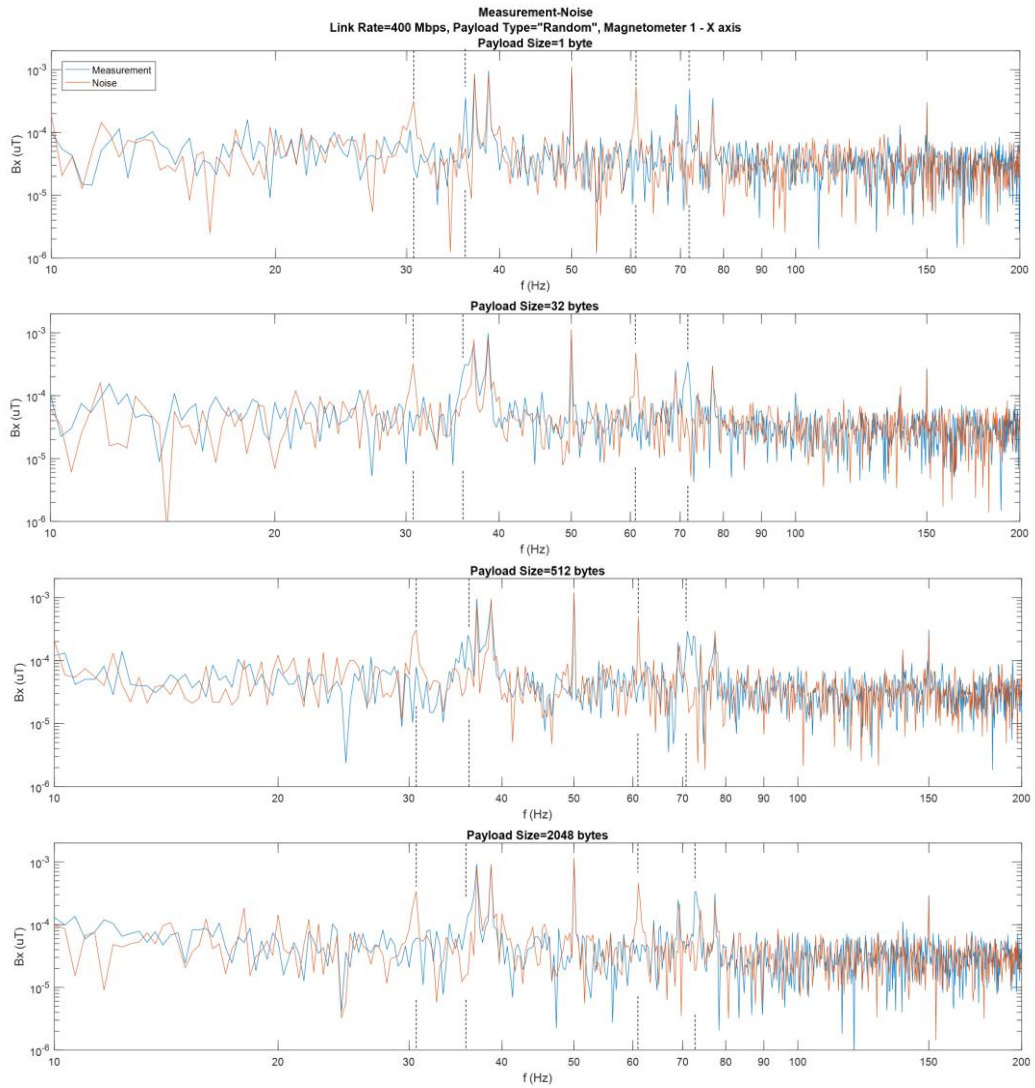 Measurement-Noise
Link Rate=400 Mbps, Payload Type="Random", Magnetometer 1 - X axis
Payload Size=1 byte
Measurement
Noise
10⁻³
10⁻⁴
10⁻⁵
10⁻⁶
Bx (uT)
10 20 30 40 50 60 70 80 90 100 150 200
f (Hz)
Payload Size=32 bytes
10⁻³
10⁻⁴
10⁻⁵
10⁻⁶
Bx (uT)
10 20 30 40 50 60 70 80 90 100 150 200
f (Hz)
Payload Size=512 bytes
10⁻³
10⁻⁴
10⁻⁵
10⁻⁶
Bx (uT)
10 20 30 40 50 60 70 80 90 100 150 200
f (Hz)
Payload Size=2048 bytes
10⁻³
10⁻⁴
10⁻⁵
10⁻⁶
Bx (uT)
10 20 30 40 50 60 70 80 90 100 150 200
f (Hz)